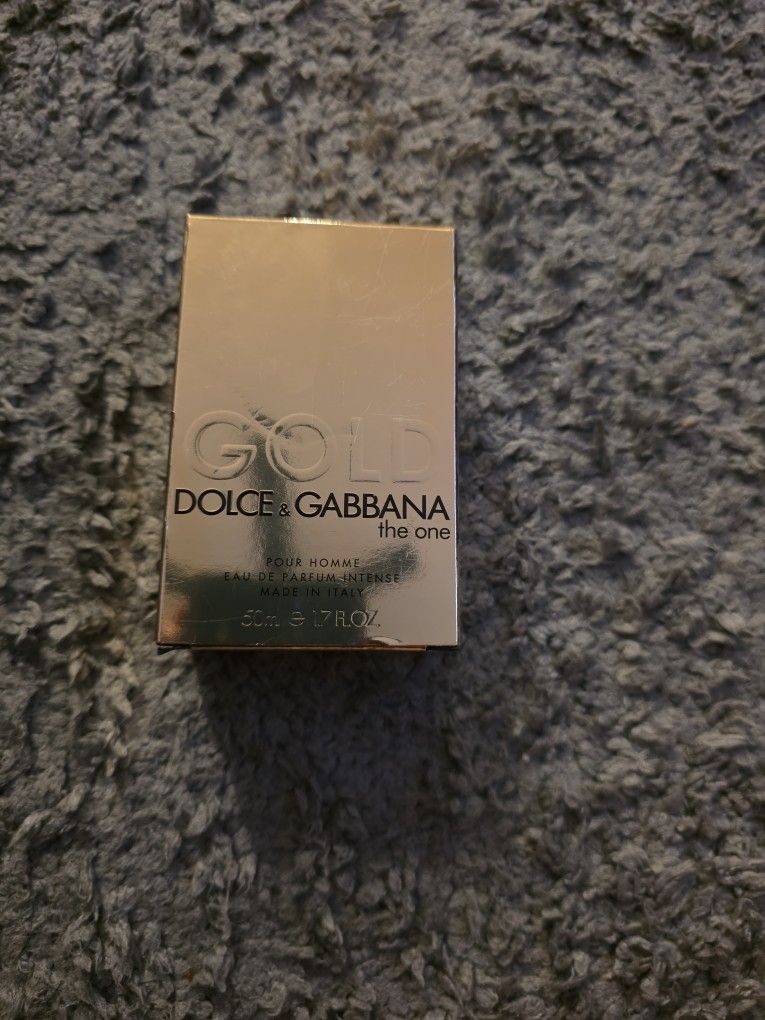 GOLD
DOLCE & GABBANA
the one
POUR HOMME
EAU DE PARFUM INTENSE
MADE IN ITALY
50ml ℮ 1.7 FL.OZ.